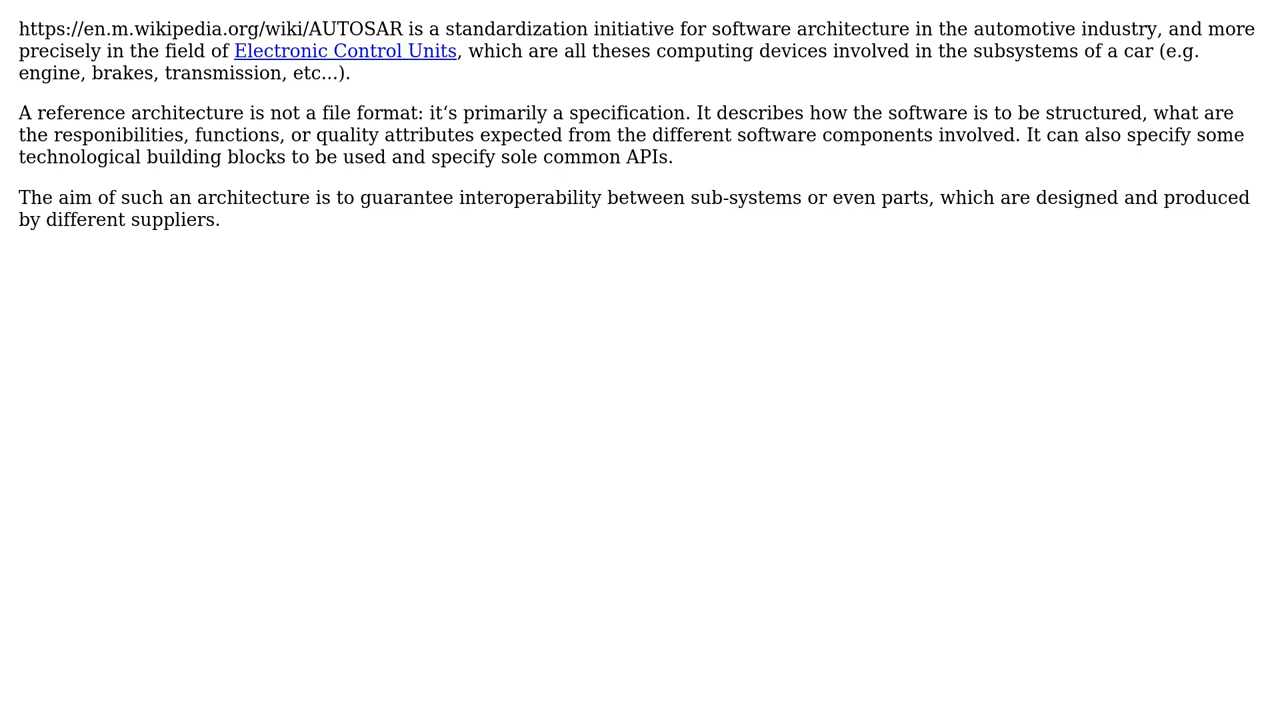 https://en.m.wikipedia.org/wiki/AUTOSAR is a standardization initiative for software architecture in the automotive industry, and more
precisely in the field of Electronic Control Units, which are all theses computing devices involved in the subsystems of a car (e.g.
engine, brakes, transmission, etc...).
A reference architecture is not a file format: it‘s primarily a specification. It describes how the software is to be structured, what are
the responibilities, functions, or quality attributes expected from the different software components involved. It can also specify some
technological building blocks to be used and specify sole common APIs.
The aim of such an architecture is to guarantee interoperability between sub-systems or even parts, which are designed and produced
by different suppliers.